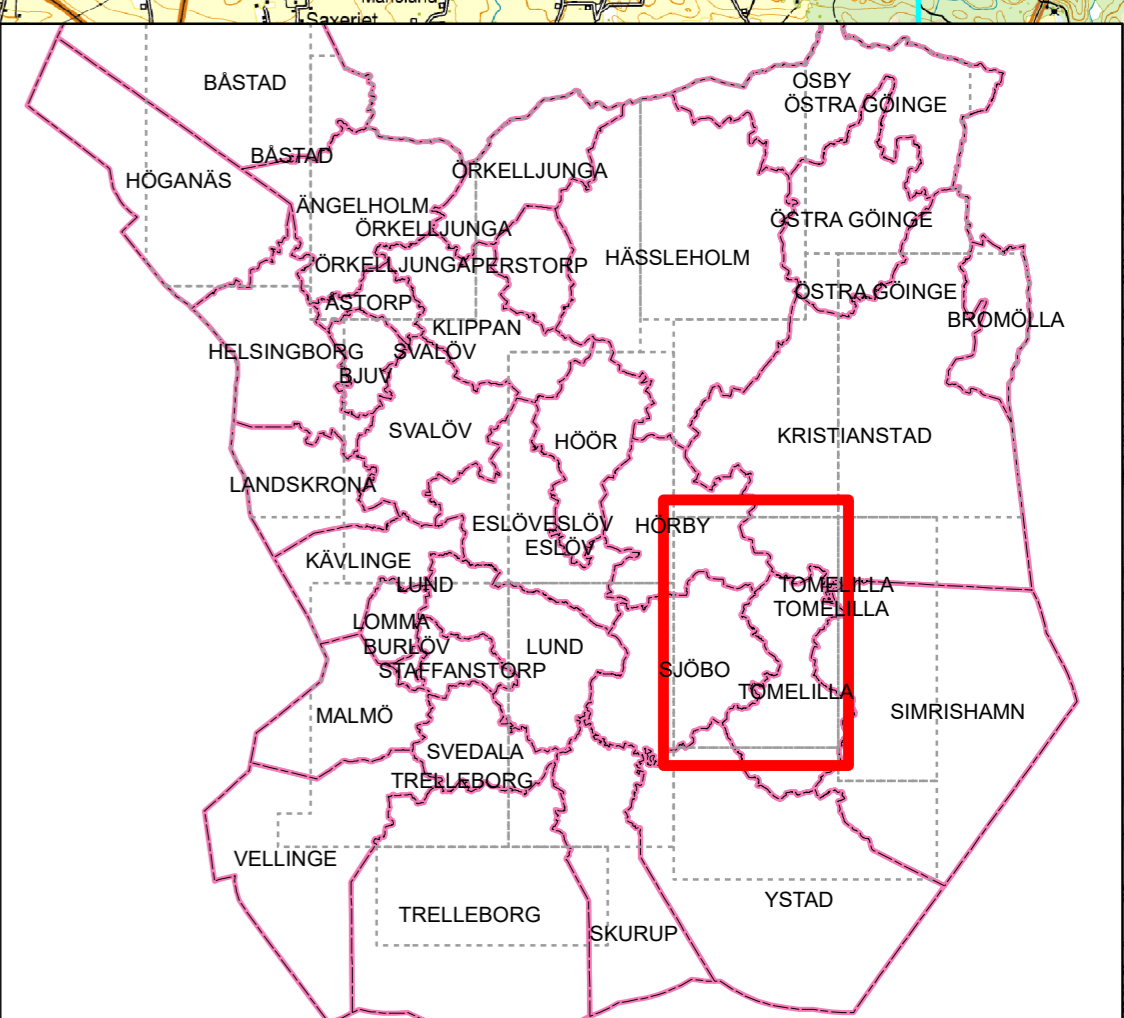 Saxeriet
BÅSTAD
OSBY
ÖSTRA GÖINGE
BÅSTAD
HÖGANÄS
ÖRKELLJUNGA
ÄNGELHOLM
ÖRKELLJUNGA
ÖSTRA GÖINGE
ÖRKELLJUNGA
PERSTORP
HÄSSLEHOLM
ÅSTORP
ÖSTRA GÖINGE
KLIPPAN
BROMÖLLA
HELSINGBORG
SVALÖV
BJUV
SVALÖV
HÖÖR
KRISTIANSTAD
LANDSKRONA
ESLÖV
ESLÖV
HÖRBY
ESLÖV
KÄVLINGE
LUND
TOMELILLA
TOMELILLA
LOMMA
BURLÖV
LUND
STAFFANSTORP
SJÖBO
TOMELILLA
MALMÖ
SIMRISHAMN
SVEDALA
TRELLEBORG
VELLINGE
YSTAD
TRELLEBORG
SKURUP